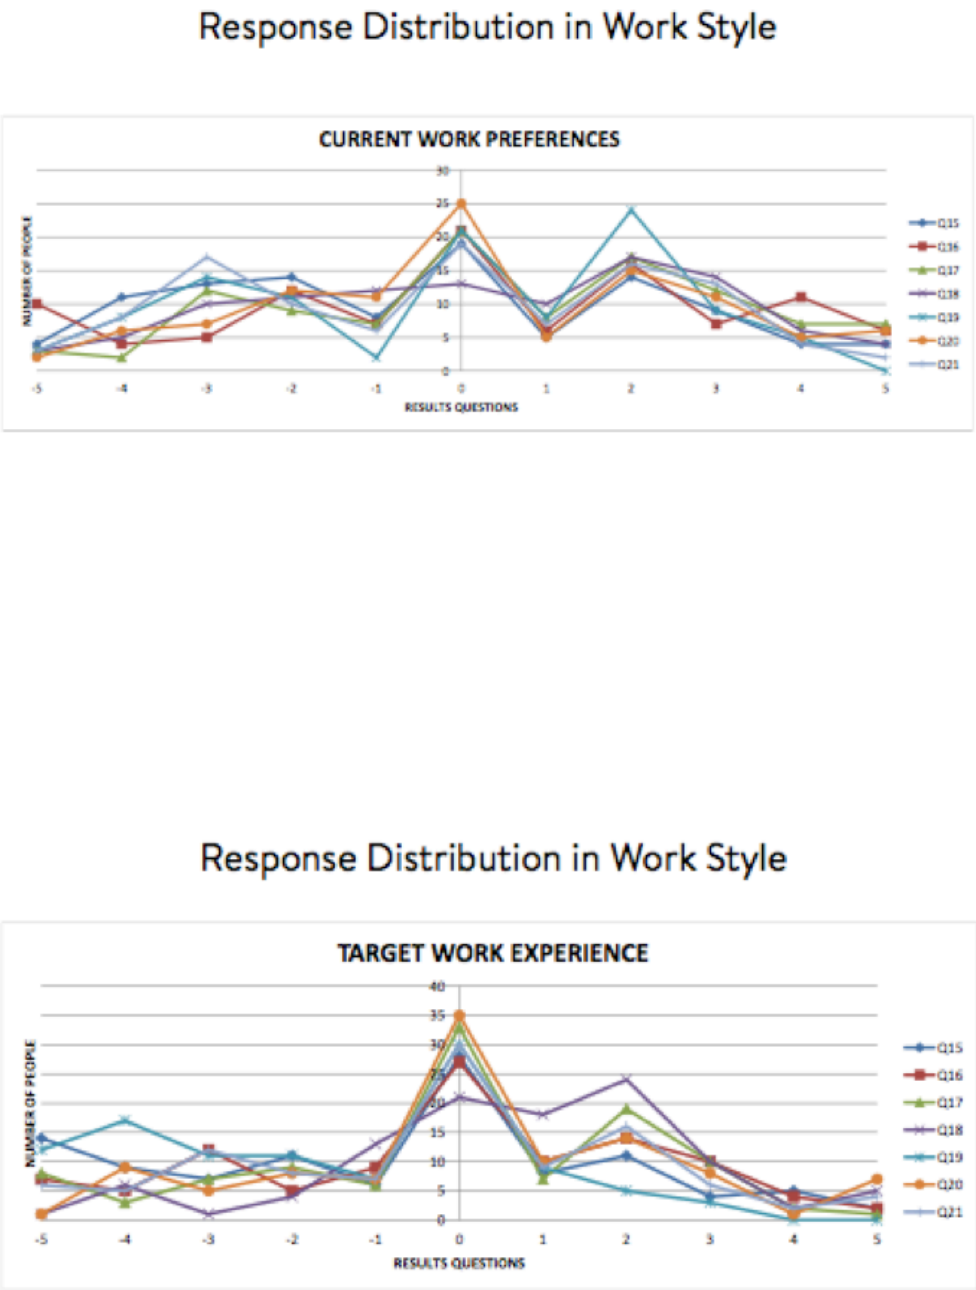 Response Distribution in Work Style
CURRENT WORK PREFERENCES
NUMBER OF PEOPLE
30
25
20
15
10
5
0
-5 -4 -3 -2 -1 0 1 2 3 4 5
RESULTS QUESTIONS
Q15
Q16
Q17
Q18
Q19
Q20
Q21
Response Distribution in Work Style
TARGET WORK EXPERIENCE
NUMBER OF PEOPLE
40
35
30
25
20
15
10
5
0
-5 -4 -3 -2 -1 0 1 2 3 4 5
RESULTS QUESTIONS
Q15
Q16
Q17
Q18
Q19
Q20
Q21